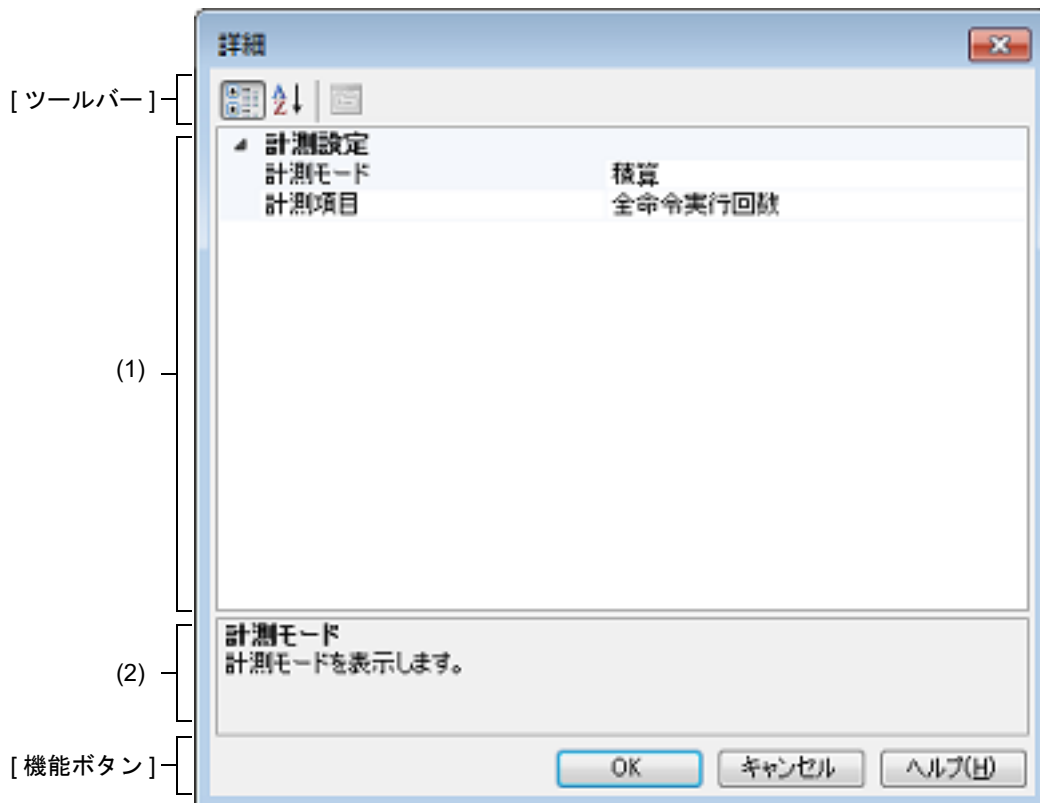 詳細
[ ツールバー ]
計測設定
計測モード 積算
計測項目 全命令実行回数
(1)
計測モード
計測モードを表示します。
(2)
[ 機能ボタン ]
OK キャンセル ヘルプ(H)